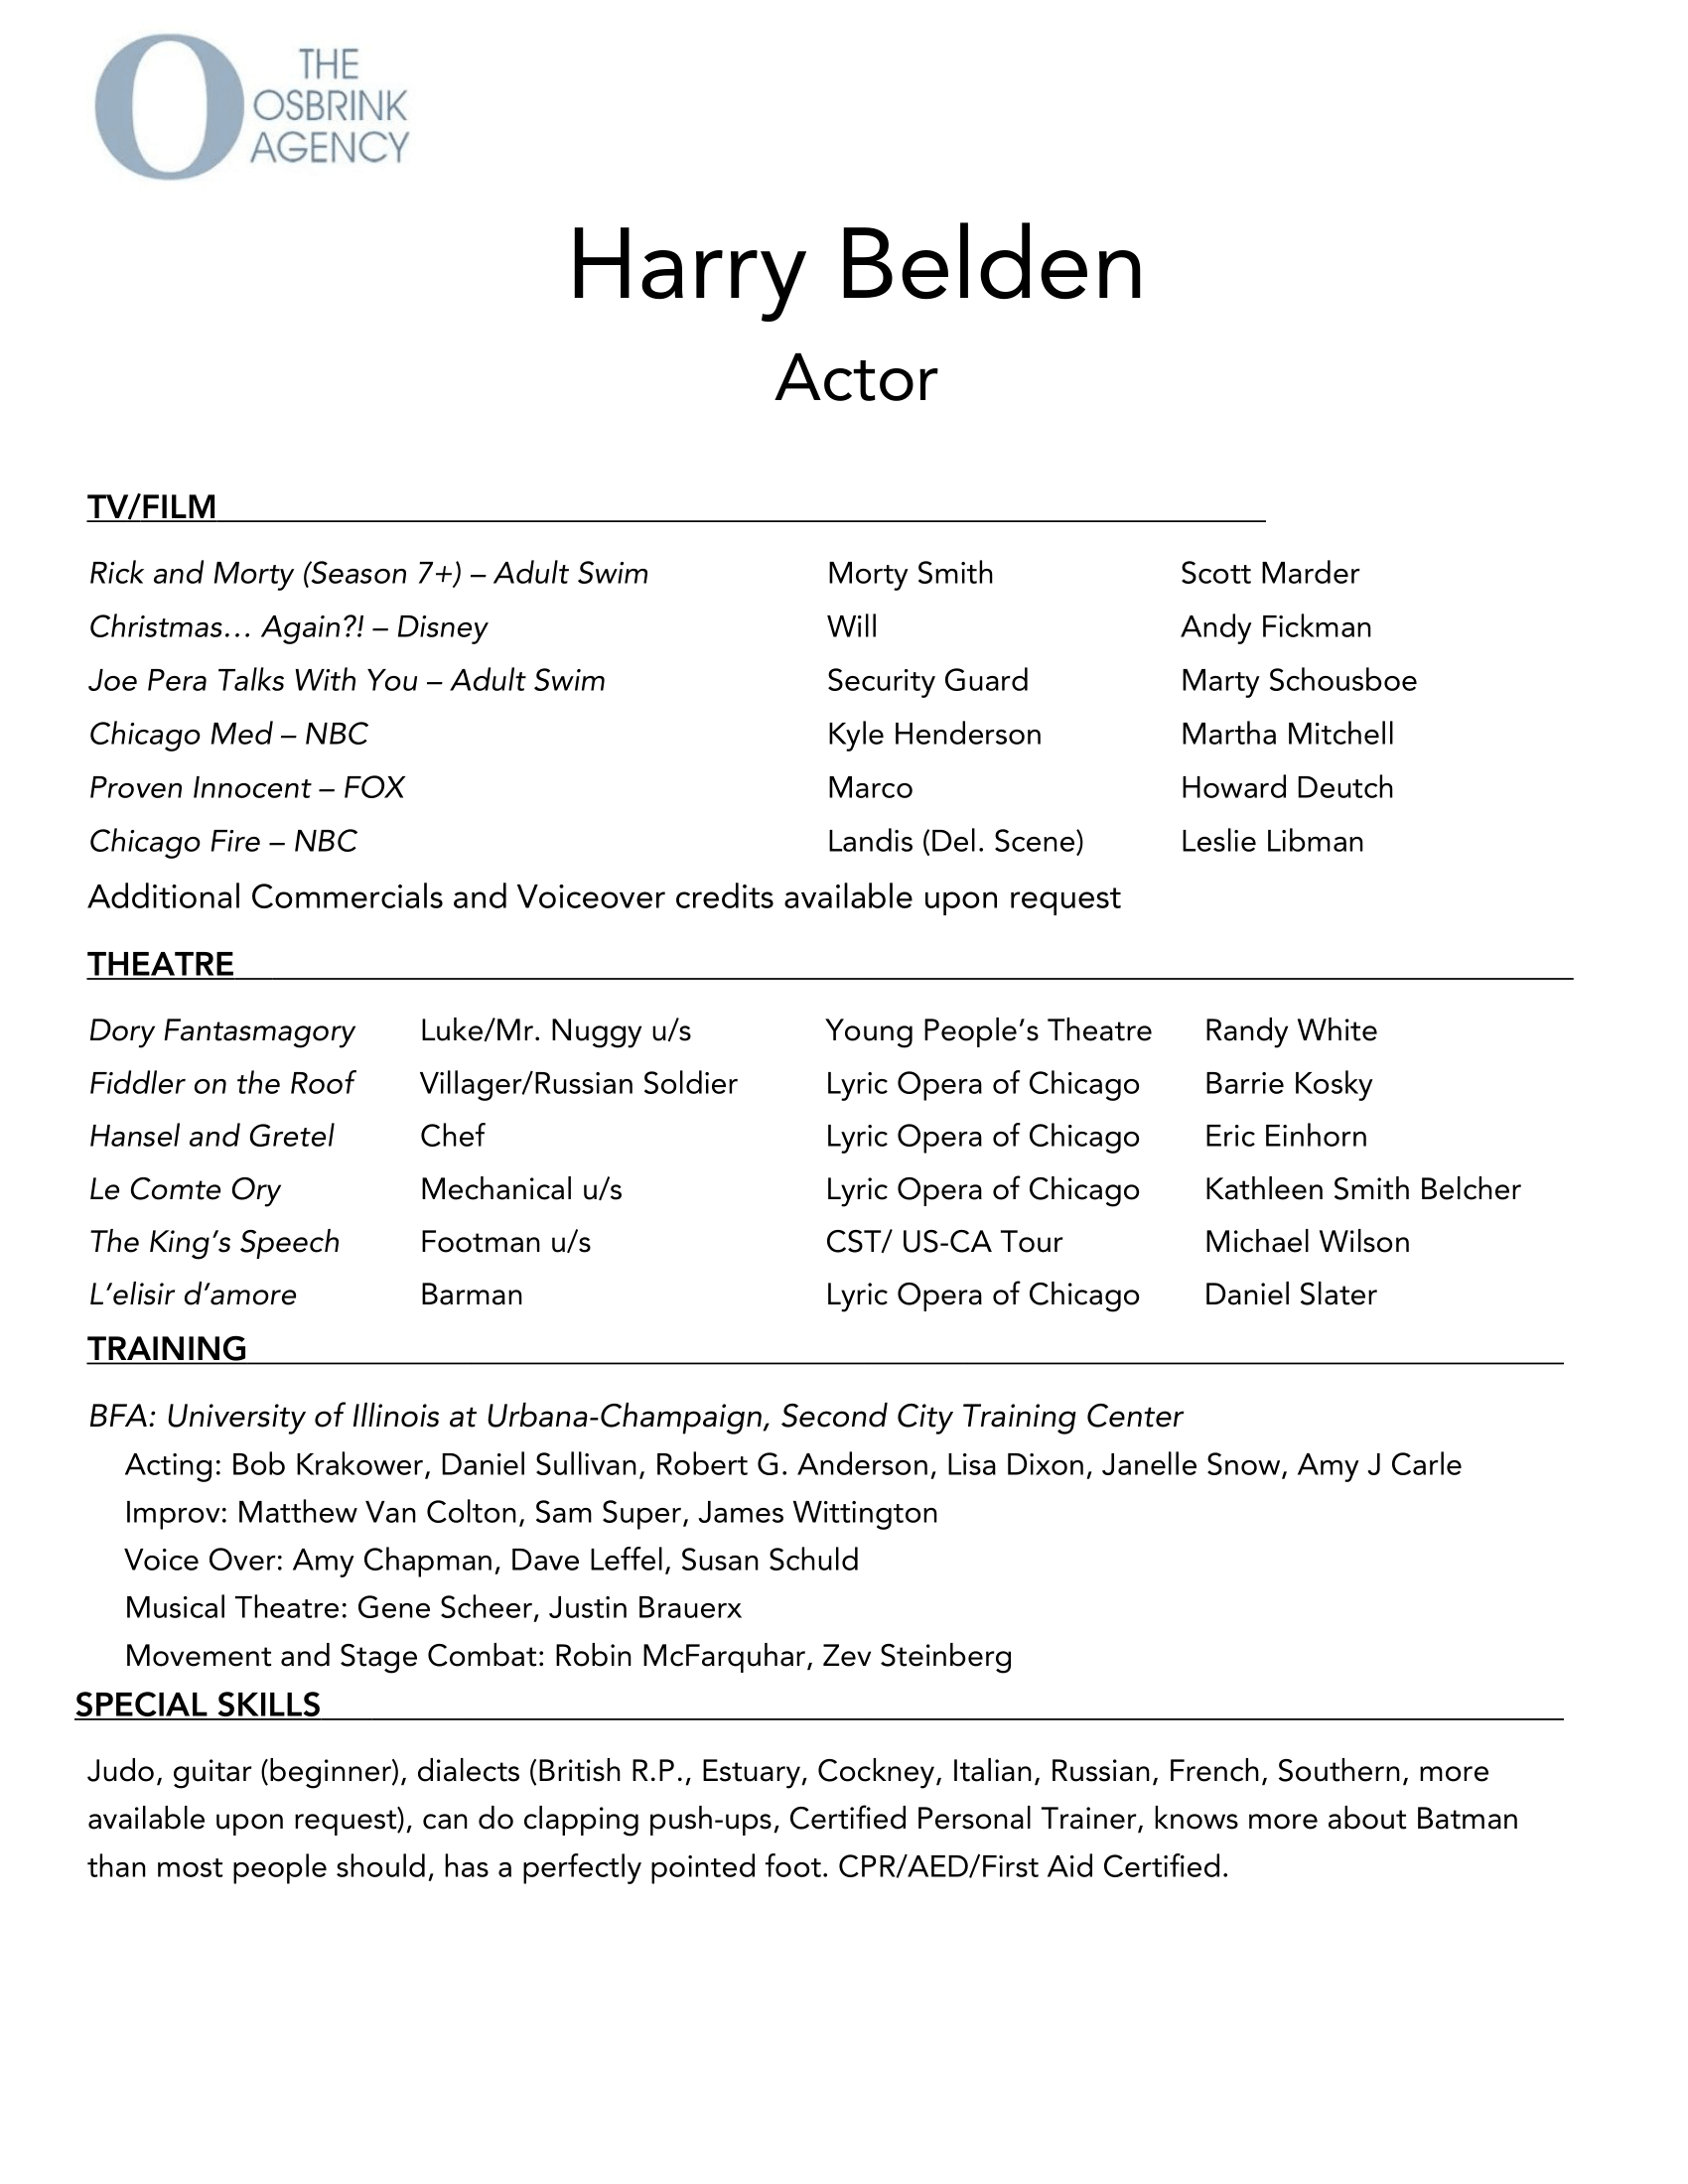 THE
OSBRINK
AGENCY
Harry Belden
Actor
TV/FILM
Rick and Morty (Season 7+) – Adult Swim Morty Smith Scott Marder
Christmas… Again?! – Disney Will Andy Fickman
Joe Pera Talks With You – Adult Swim Security Guard Marty Schousboe
Chicago Med – NBC Kyle Henderson Martha Mitchell
Proven Innocent – FOX Marco Howard Deutch
Chicago Fire – NBC Landis (Del. Scene) Leslie Libman
Additional Commercials and Voiceover credits available upon request
THEATRE
Dory Fantasmagory Luke/Mr. Nuggy u/s Young People’s Theatre Randy White
Fiddler on the Roof Villager/Russian Soldier Lyric Opera of Chicago Barrie Kosky
Hansel and Gretel Chef Lyric Opera of Chicago Eric Einhorn
Le Comte Ory Mechanical u/s Lyric Opera of Chicago Kathleen Smith Belcher
The King’s Speech Footman u/s CST/ US-CA Tour Michael Wilson
L’elisir d’amore Barman Lyric Opera of Chicago Daniel Slater
TRAINING
BFA: University of Illinois at Urbana-Champaign, Second City Training Center
Acting: Bob Krakower, Daniel Sullivan, Robert G. Anderson, Lisa Dixon, Janelle Snow, Amy J Carle
Improv: Matthew Van Colton, Sam Super, James Wittington
Voice Over: Amy Chapman, Dave Leffel, Susan Schuld
Musical Theatre: Gene Scheer, Justin Brauerx
Movement and Stage Combat: Robin McFarquhar, Zev Steinberg
SPECIAL SKILLS
Judo, guitar (beginner), dialects (British R.P., Estuary, Cockney, Italian, Russian, French, Southern, more
available upon request), can do clapping push-ups, Certified Personal Trainer, knows more about Batman
than most people should, has a perfectly pointed foot. CPR/AED/First Aid Certified.